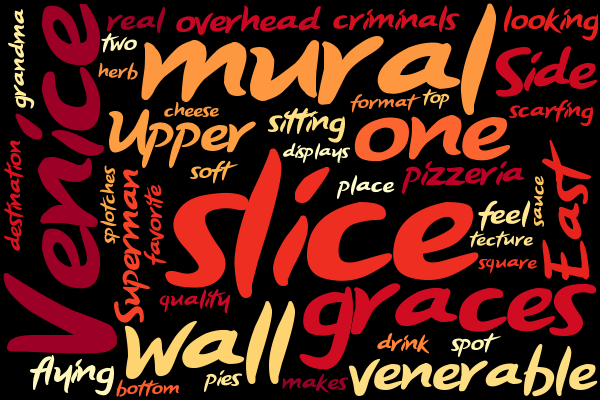 grandma
real overhead criminals looking
two
herb
mural
Side
Venice
cheese
format top
scarfing
Upper
sitting
one
displays
soft
destination
splotches
Superman
favorite
place
pizzeria
slice
feel
sauce
East
tecture
square
quality
graces
wall
drink
spot
flying
bottom
pies
makes
venerable